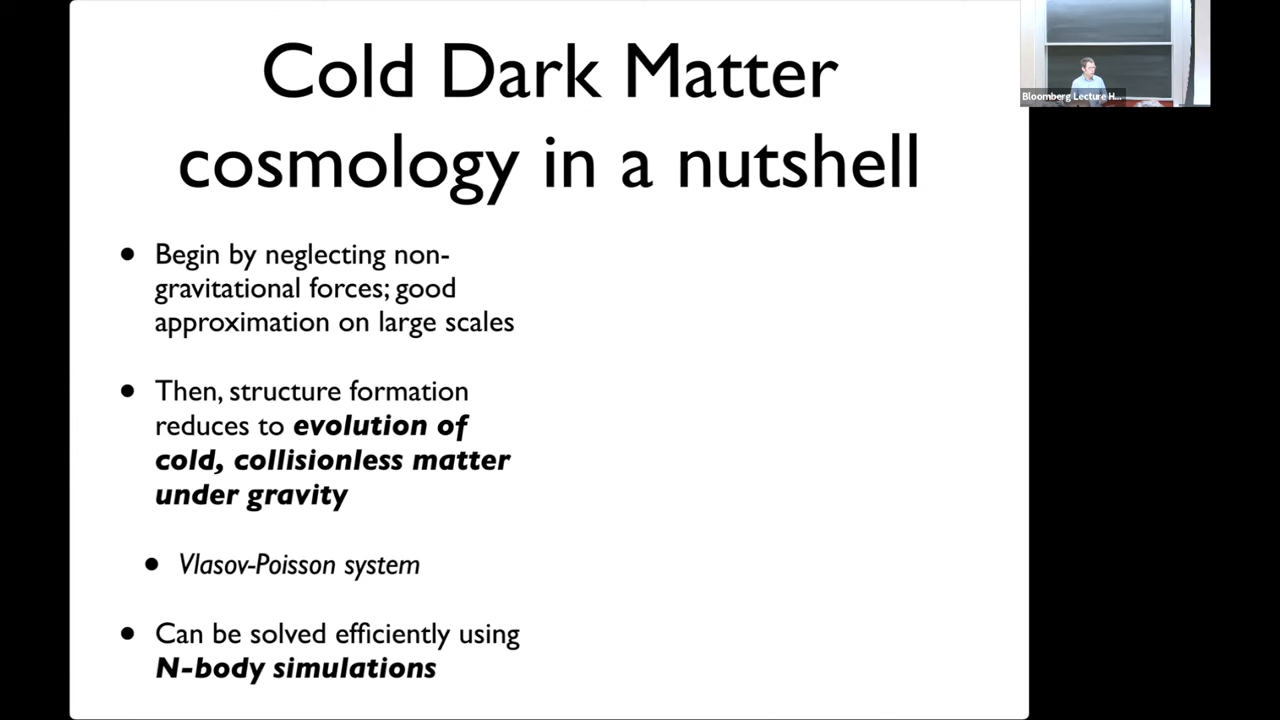 Cold Dark Matter
cosmology in a nutshell
• Begin by neglecting non-
gravitational forces; good
approximation on large scales
• Then, structure formation
reduces to evolution of
cold, collisionless matter
under gravity
• Vlasov-Poisson system
• Can be solved efficiently using
N-body simulations
Bloomberg Lecture H...